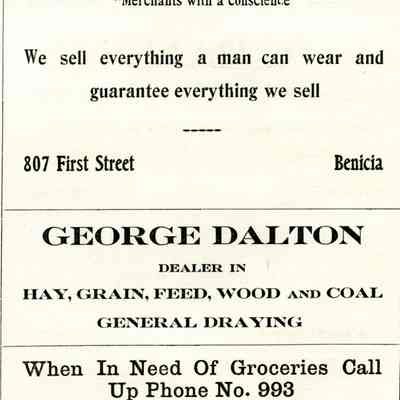 "Merchants with a conscience
We sell everything a man can wear and
guarantee everything we sell
-----
807 First Street Benicia
GEORGE DALTON
DEALER IN
HAY, GRAIN, FEED, WOOD AND COAL
GENERAL DRAYING
When In Need Of Groceries Call
Up Phone No. 993